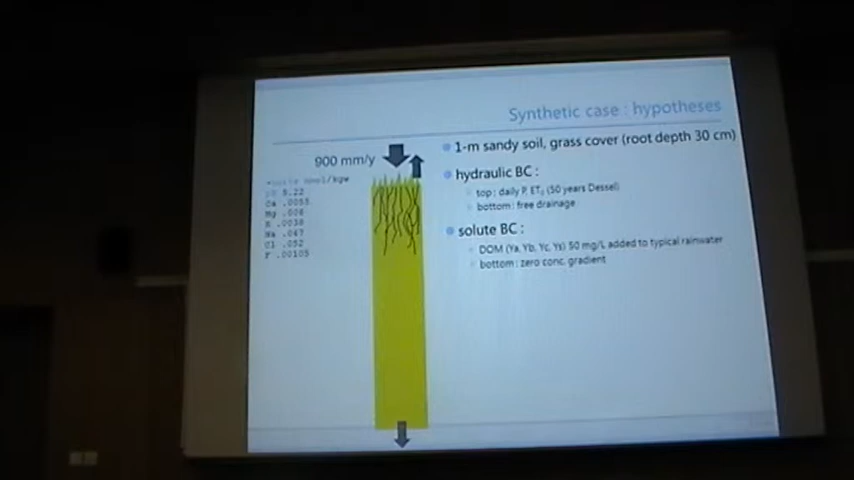 Synthetic case : hypotheses
900 mm/y
pH 5.22
Ca .0055
Mg .006
K .0038
Na .067
Cl .052
F .00105
1-m sandy soil, grass cover (root depth 30 cm)
hydraulic BC :
top : daily P, ET₀ (50 years Dessel)
bottom : free drainage
solute BC :
DOM (Ya, Yb, Yc, Ys) 50 mg/L added to typical rainwater
bottom : zero conc. gradient